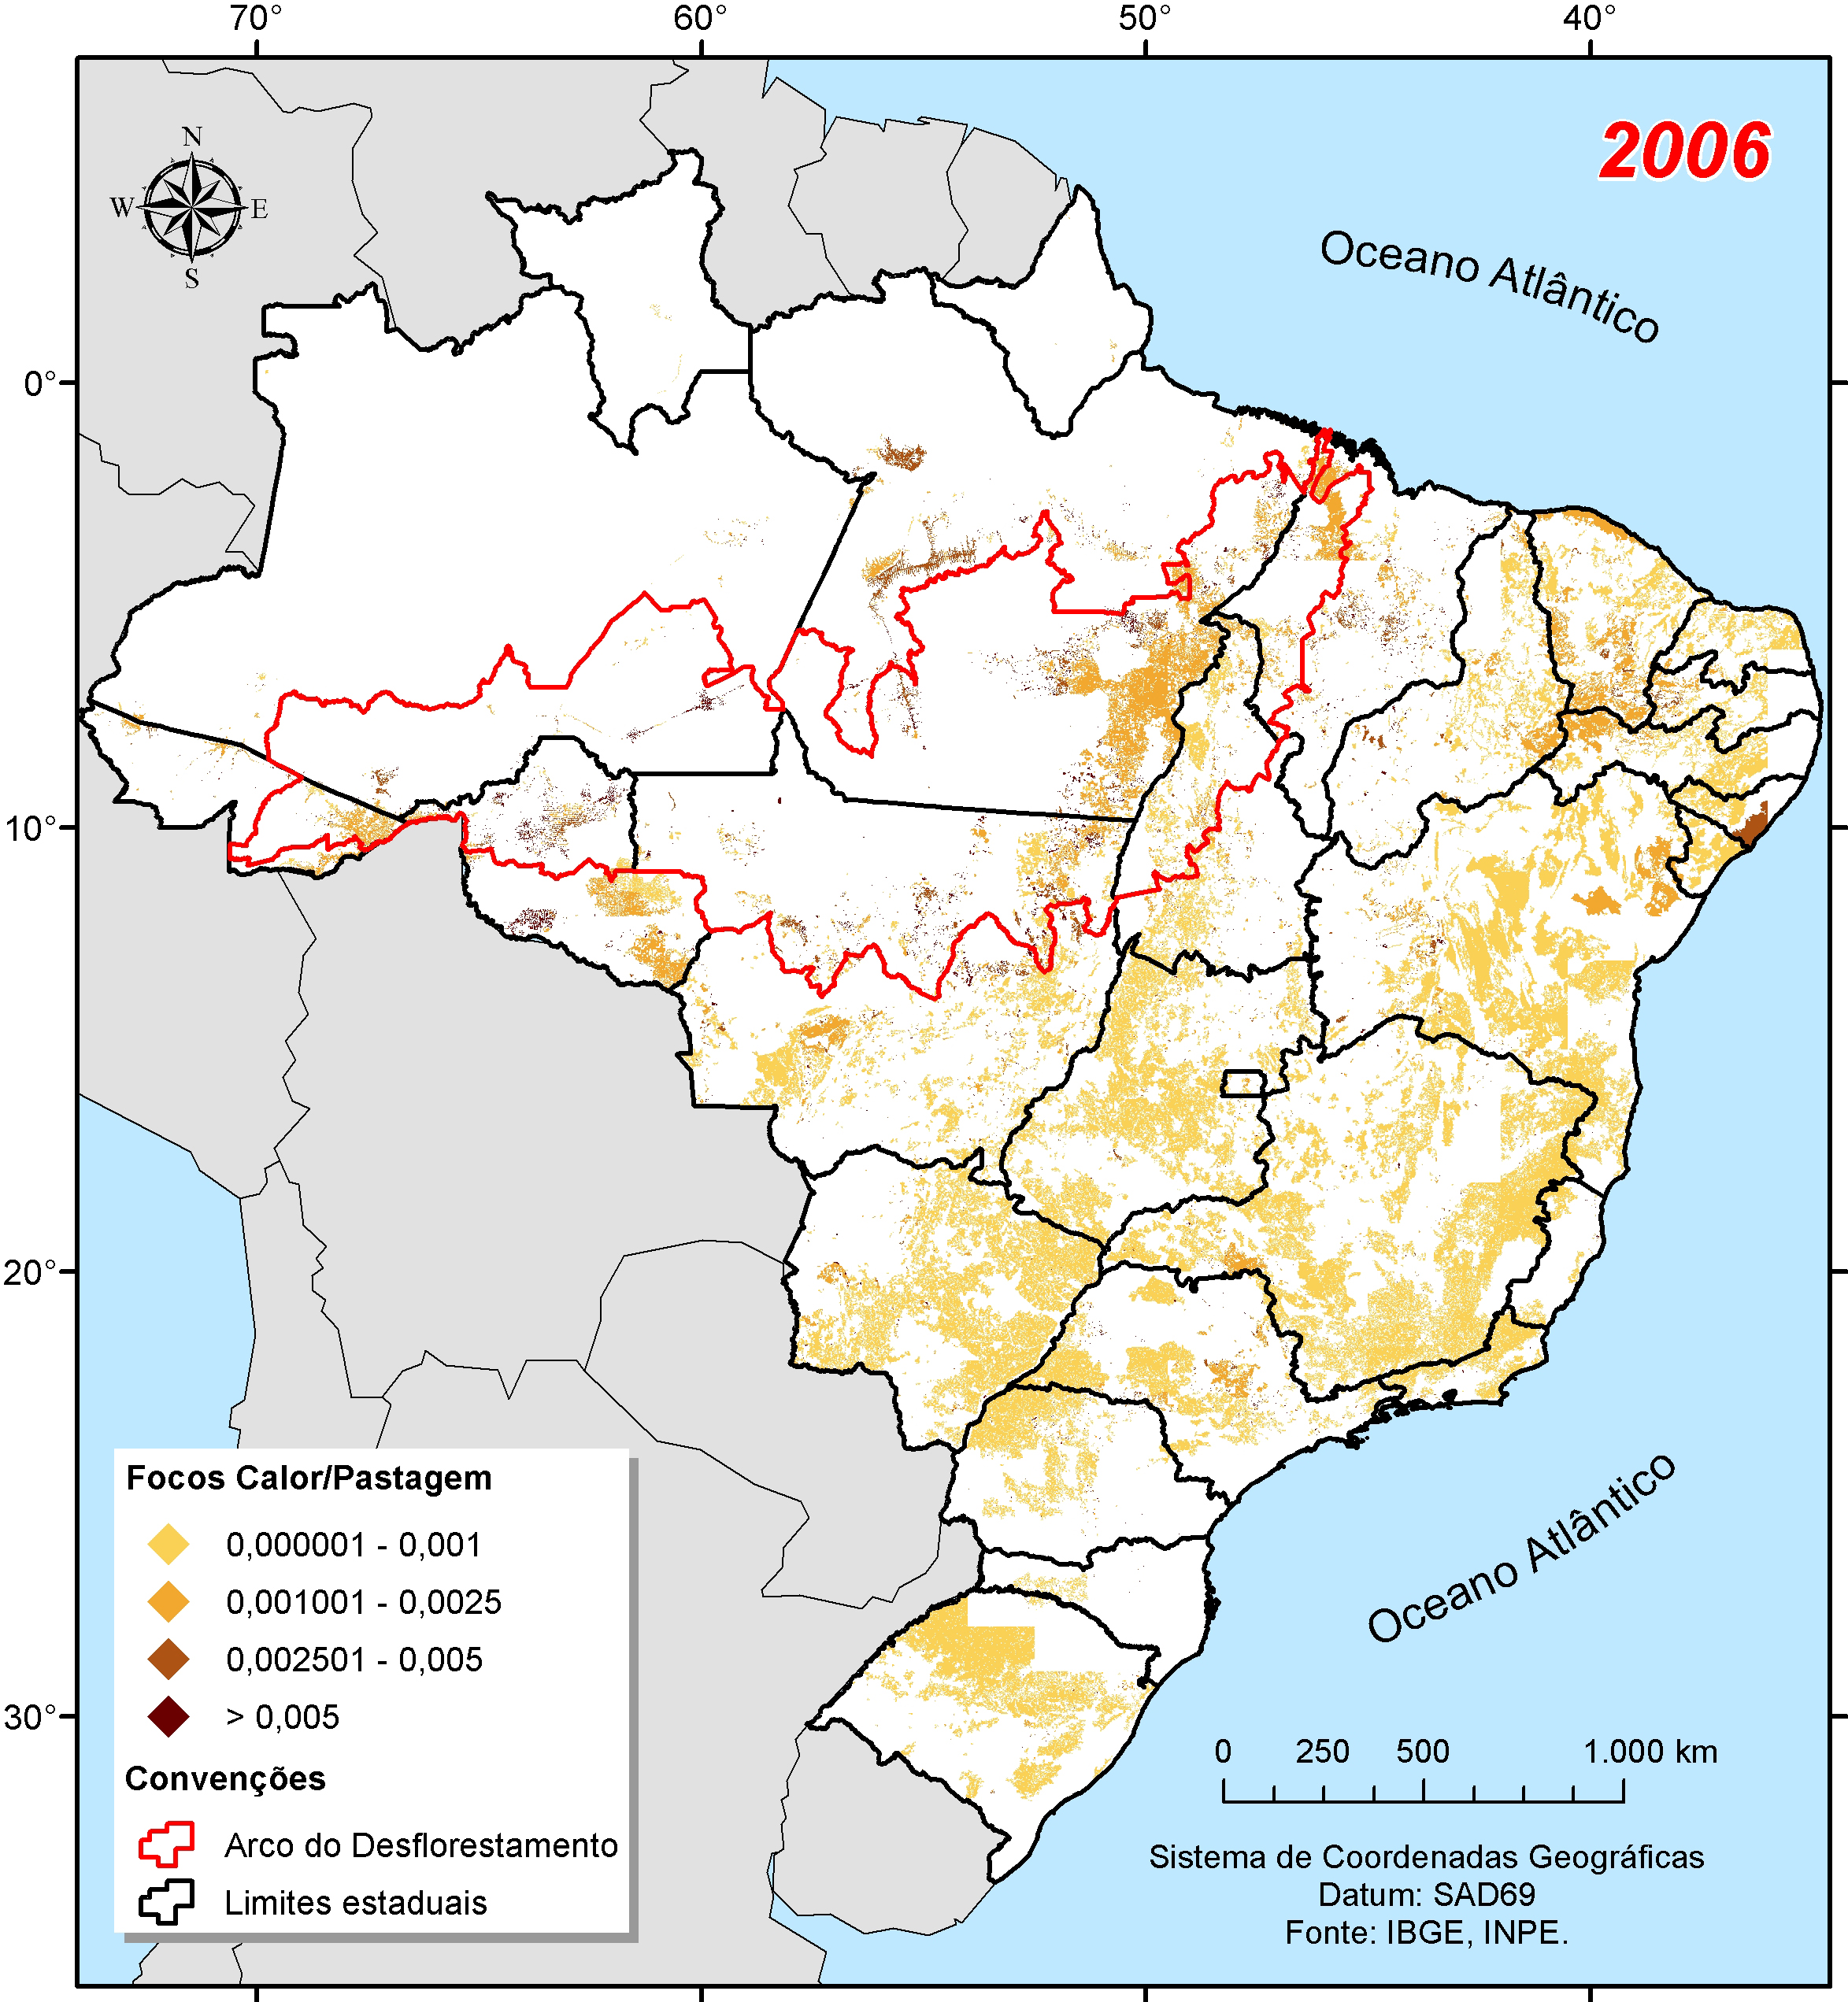 70° 60° 50° 40°
2006
N
W E
S
Oceano Atlântico
0°
10°
20°
30°
Oceano Atlântico
Focos Calor/Pastagem
0,000001 - 0,001
0,001001 - 0,0025
0,002501 - 0,005
> 0,005
Convenções
Arco do Desflorestamento
Limites estaduais
0 250 500 1.000 km
Sistema de Coordenadas Geográficas
Datum: SAD69
Fonte: IBGE, INPE.